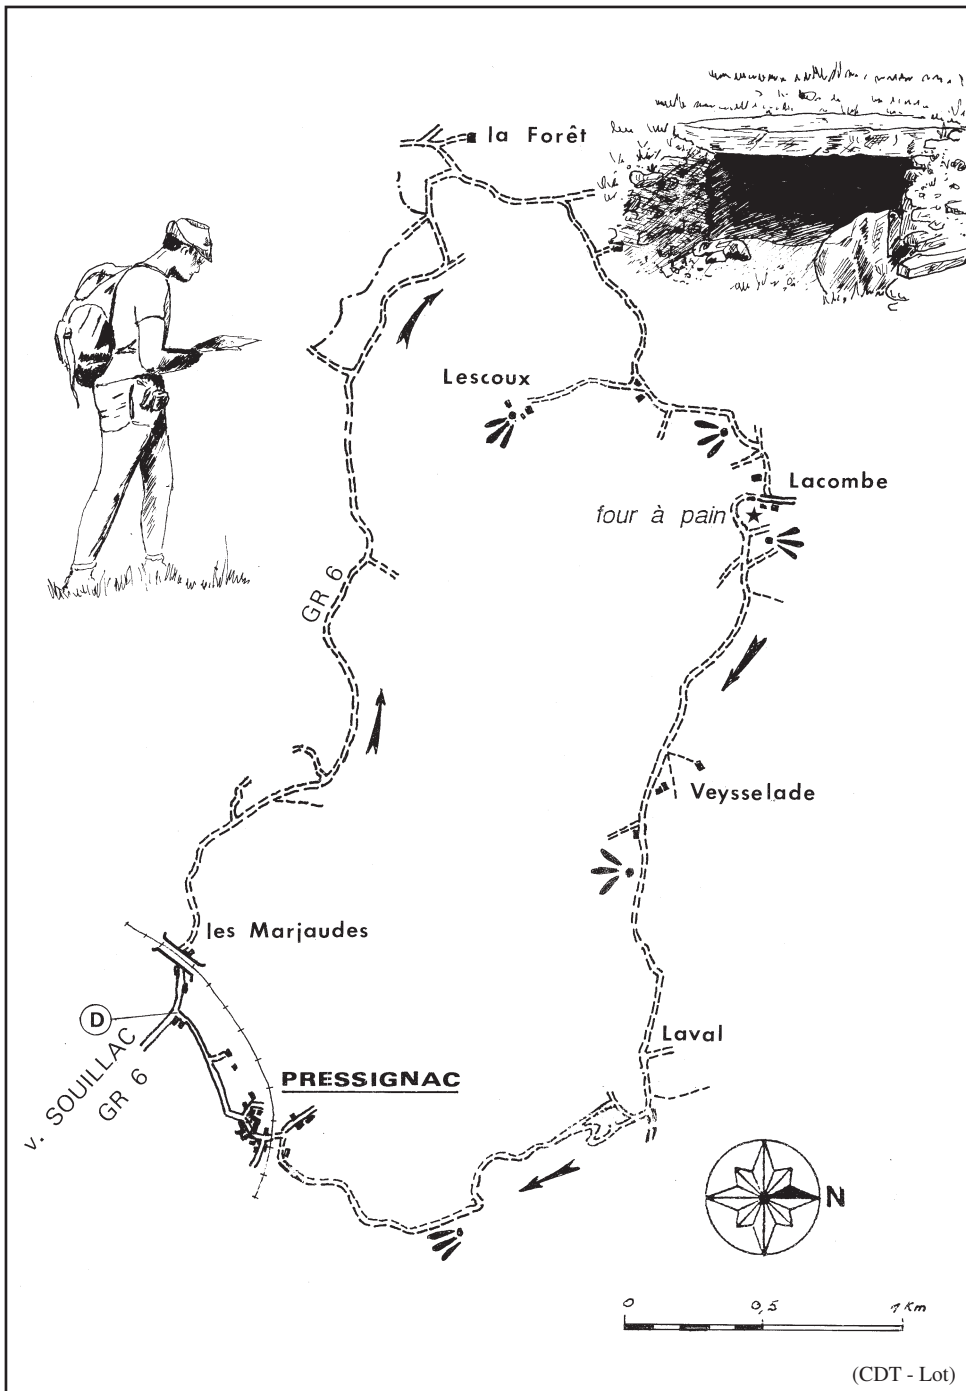 la Forêt
Lescoux
Lacombe
four à pain
GR 6
Veysselade
les Marjaudes
D
Laval
v. SOUILLAC
GR 6
PRESSIGNAC
N
0 0,5 1 Km
(CDT - Lot)